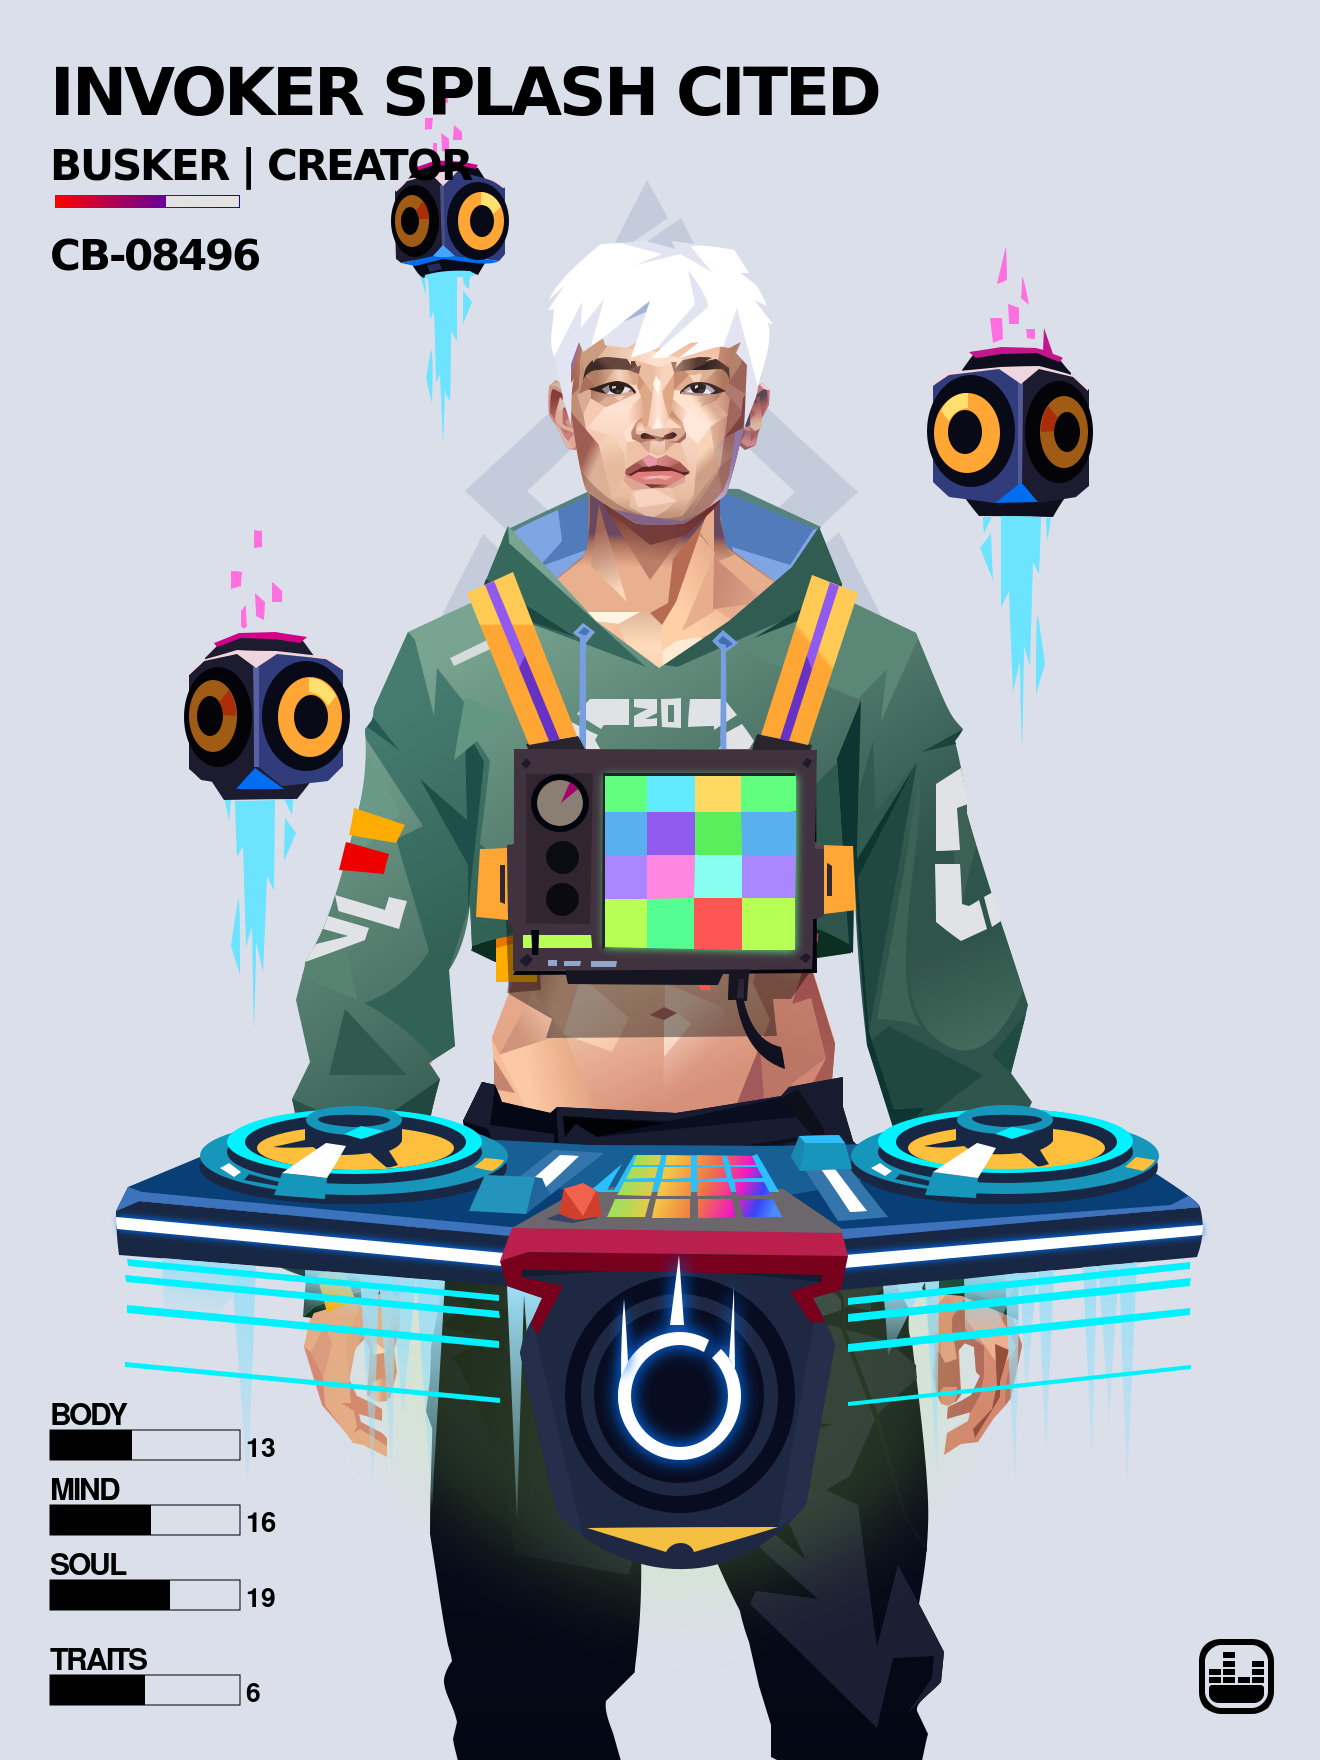 INVOKER SPLASH CITED
BUSKER | CREATOR
CB-08496
BODY
13
MIND
16
SOUL
19
TRAITS
6